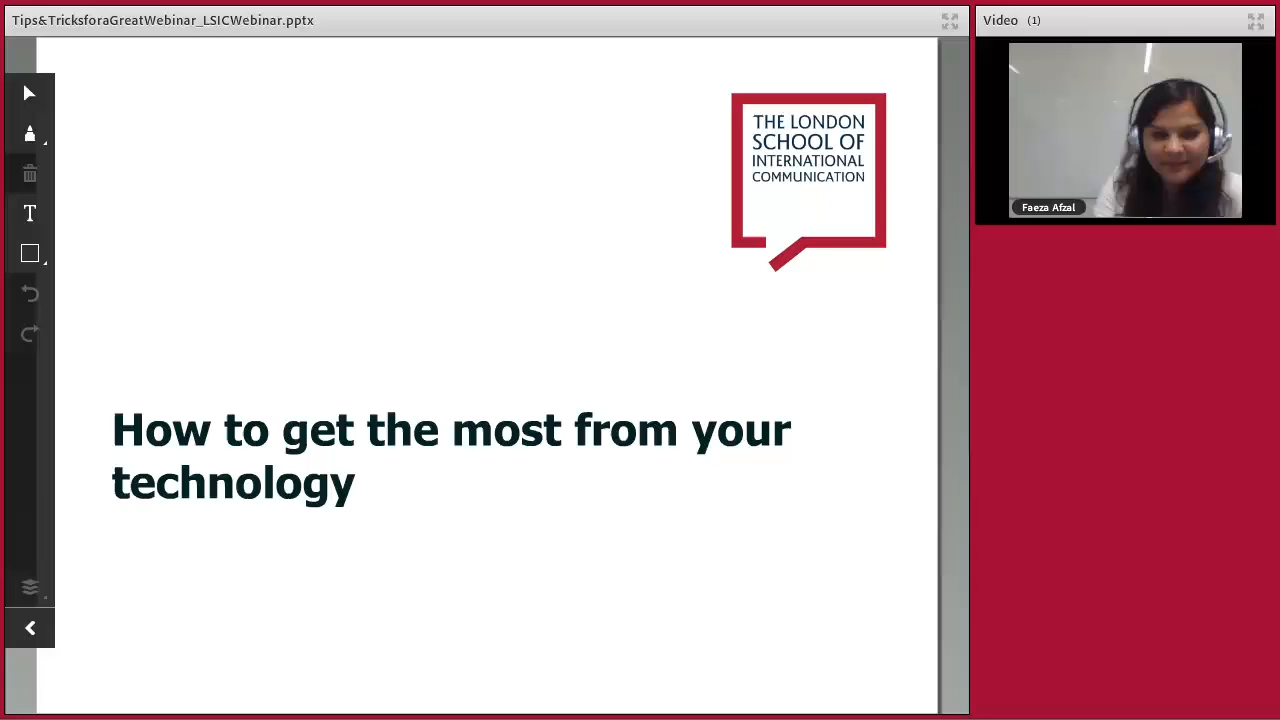 Tips&TricksforaGreatWebinar_LSICWebinar.pptx
Video (1)
THE LONDON
SCHOOL OF
INTERNATIONAL
COMMUNICATION
Faeza Afzal
T
How to get the most from your
technology